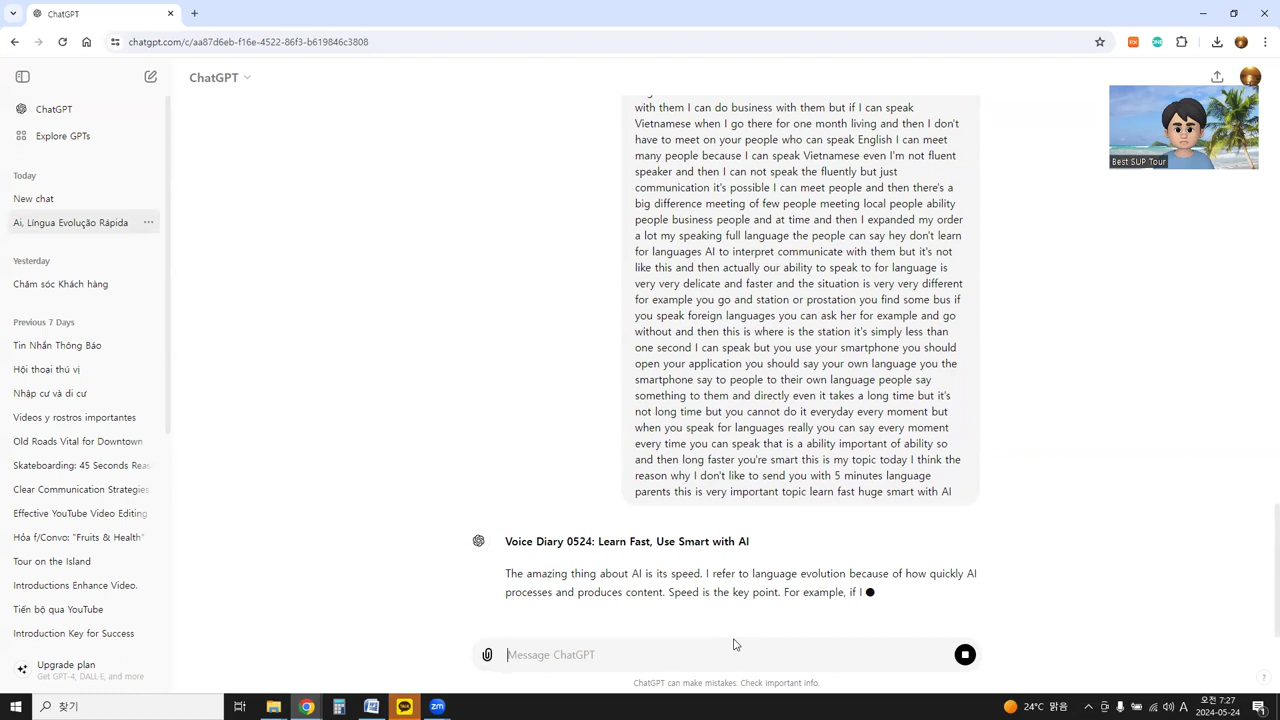 ChatGPT
chatgpt.com/c/aa87d6eb-f16e-4522-86f3-b619846c3808
ChatGPT
ChatGPT
Explore GPTs
Today
New chat
Ai, Língua Evolução Rápida
Yesterday
Chăm sóc Khách hàng
Previous 7 Days
Tin Nhắn Thông Báo
Hội thoại thú vị
Nhập cư và di cư
Videos y rostros importantes
Old Roads Vital for Downtown
Skateboarding: 45 Seconds Reas
Clear Communication Strategies
Effective YouTube Video Editing
Hỏa f/Convo: "Fruits & Health"
Tour on the Island
Introductions Enhance Video.
Tiến bộ qua YouTube
Introduction Key for Success
Upgrade plan
Get GPT-4, DALL·E, and more
with them I can do business with them but if I can speak
Vietnamese when I go there for one month living and then I don't
have to meet on your people who can speak English I can meet
many people because I can speak Vietnamese even I'm not fluent
speaker and then I can not speak the fluently but just
communication it's possible I can meet people and then there's a
big difference meeting of few people meeting local people ability
people business people and at time and then I expanded my order
a lot my speaking full language the people can say hey don't learn
for languages AI to interpret communicate with them but it's not
like this and then actually our ability to speak to for language is
very very delicate and faster and the situation is very very different
for example you go and station or prostation you find some bus if
you speak foreign languages you can ask her for example and go
without and then this is where is the station it's simply less than
one second I can speak but you use your smartphone you should
open your application you should say your own language you the
smartphone say to people to their own language people say
something to them and directly even it takes a long time but it's
not long time but you cannot do it everyday every moment but
when you speak for languages really you can say every moment
every time you can speak that is a ability important of ability so
and then long faster you're smart this is my topic today I think the
reason why I don't like to send you with 5 minutes language
parents this is very important topic learn fast huge smart with AI
Best SUP Tour
Voice Diary 0524: Learn Fast, Use Smart with AI
The amazing thing about AI is its speed. I refer to language evolution because of how quickly AI
processes and produces content. Speed is the key point. For example, if I
Message ChatGPT
ChatGPT can make mistakes. Check important info.
?
찾기
24°C 맑음
A
오전 7:27
2024-05-24